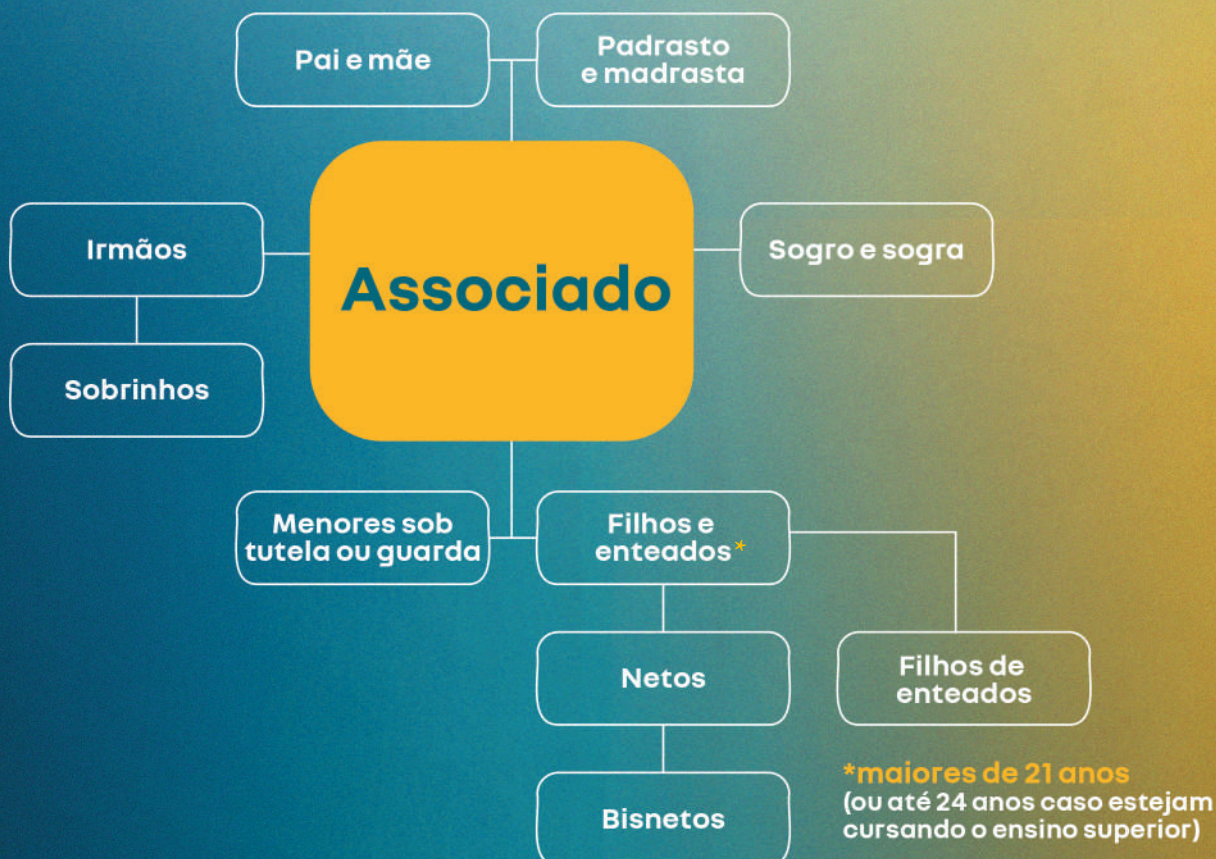 Pai e mãe
Padrasto
e madrasta
Irmãos
Associado
Sogro e sogra
Sobrinhos
Menores sob
tutela ou guarda
Filhos e
enteados*
Netos
Filhos de
enteados
Bisnetos
*maiores de 21 anos
(ou até 24 anos caso estejam
cursando o ensino superior)